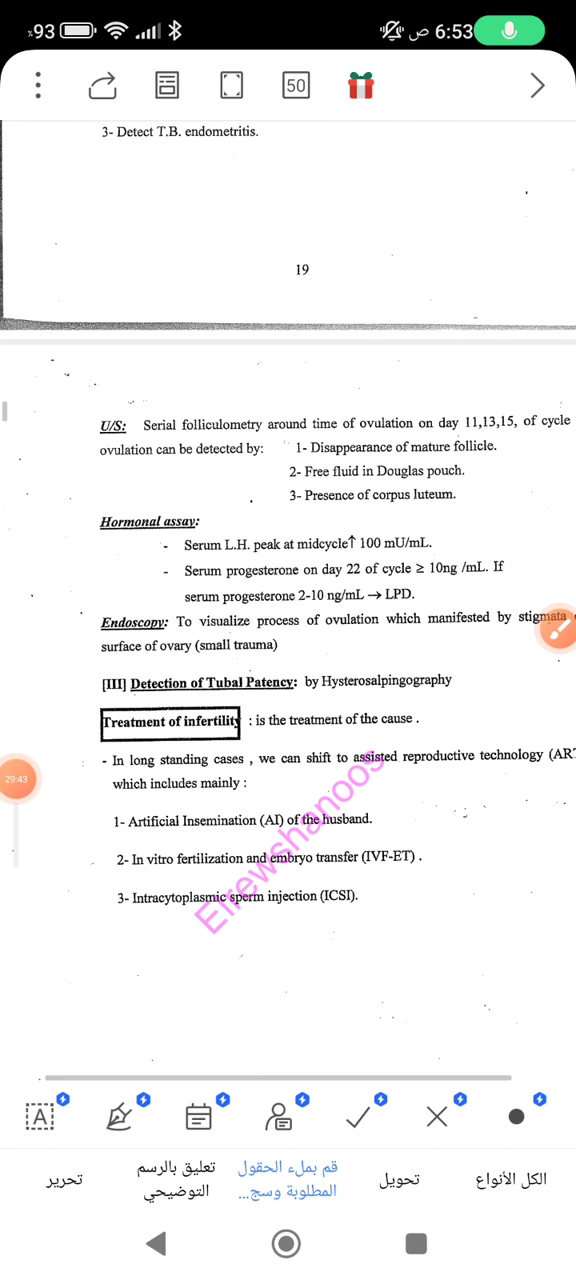 ٪93
6:53 ص
50
3- Detect T.B. endometritis.
19
U/S: Serial folliculometry around time of ovulation on day 11,13,15, of cycle
ovulation can be detected by: 1- Disappearance of mature follicle.
2- Free fluid in Douglas pouch.
3- Presence of corpus luteum.
Hormonal assay:
- Serum L.H. peak at midcycle↑ 100 mU/mL.
- Serum progesterone on day 22 of cycle ≥ 10ng /mL. If
serum progesterone 2-10 ng/mL → LPD.
Endoscopy: To visualize process of ovulation which manifested by stigmata
surface of ovary (small trauma)
[III] Detection of Tubal Patency: by Hysterosalpingography
Treatment of infertility : is the treatment of the cause .
29:43
- In long standing cases , we can shift to assisted reproductive technology (ART
which includes mainly :
1- Artificial Insemination (AI) of the husband.
2- In vitro fertilization and embryo transfer (IVF-ET) .
3- Intracytoplasmic sperm injection (ICSI).
Elrewshanoos
A
الكل الأنواع
تحويل
قم بملء الحقول
المطلوبة وسج...
تعليق بالرسم
التوضيحي
تحرير